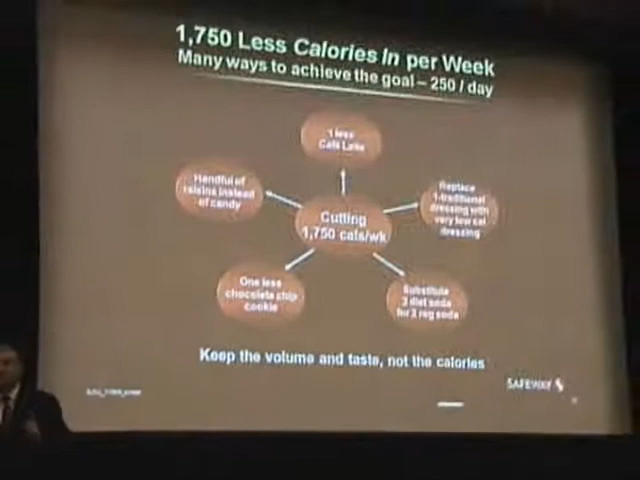 1,750 Less Calories In per Week
Many ways to achieve the goal – 250 / day
1 less
Café Latte
Handful of
raisins instead
of candy
Replace
1-traditional
dressing with
very low cal
dressing
Cutting
1,750 cals/wk
One less
chocolate chip
cookie
Substitute
2 diet soda
for 2 reg soda
Keep the volume and taste, not the calories
SAFEWAY